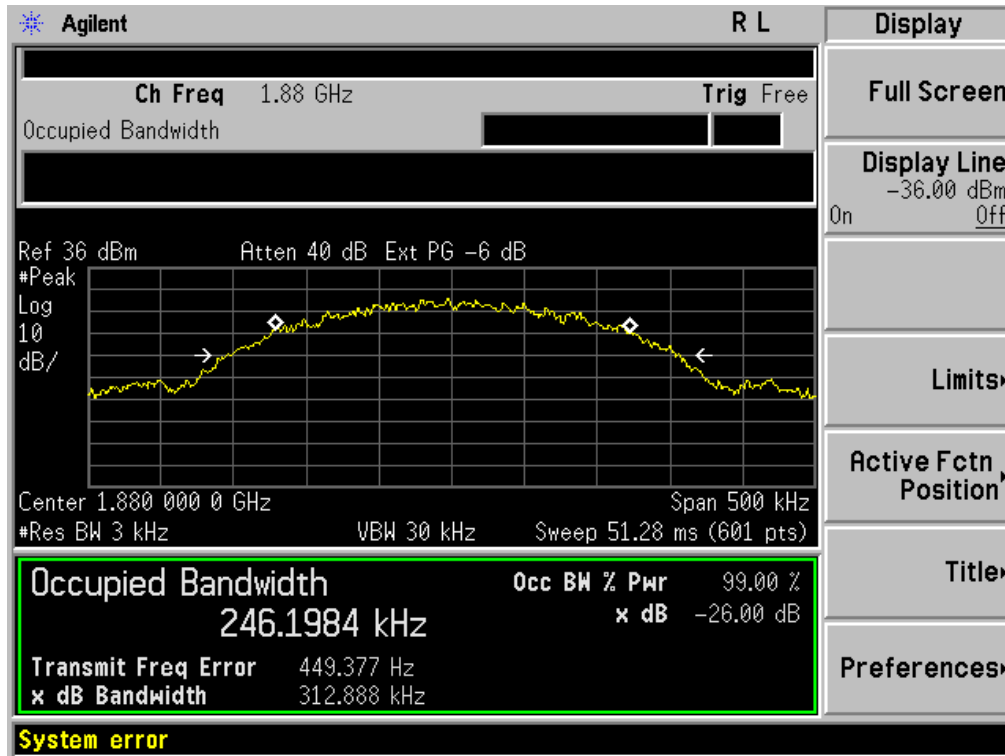 Agilent R L Display
Ch Freq 1.88 GHz Trig Free
Occupied Bandwidth
Full Screen
Display Line
-36.00 dBm
On Off
Ref 36 dBm Atten 40 dB Ext PG -6 dB
#Peak
Log
10
dB/
Limits
Active Fctn
Position
Center 1.880 000 0 GHz Span 500 kHz
#Res BW 3 kHz VBW 30 kHz Sweep 51.28 ms (601 pts)
Occupied Bandwidth
246.1984 kHz
Occ BW % Pwr 99.00 %
x dB -26.00 dB
Transmit Freq Error 449.377 Hz
x dB Bandwidth 312.888 kHz
Title
Preferences
System error